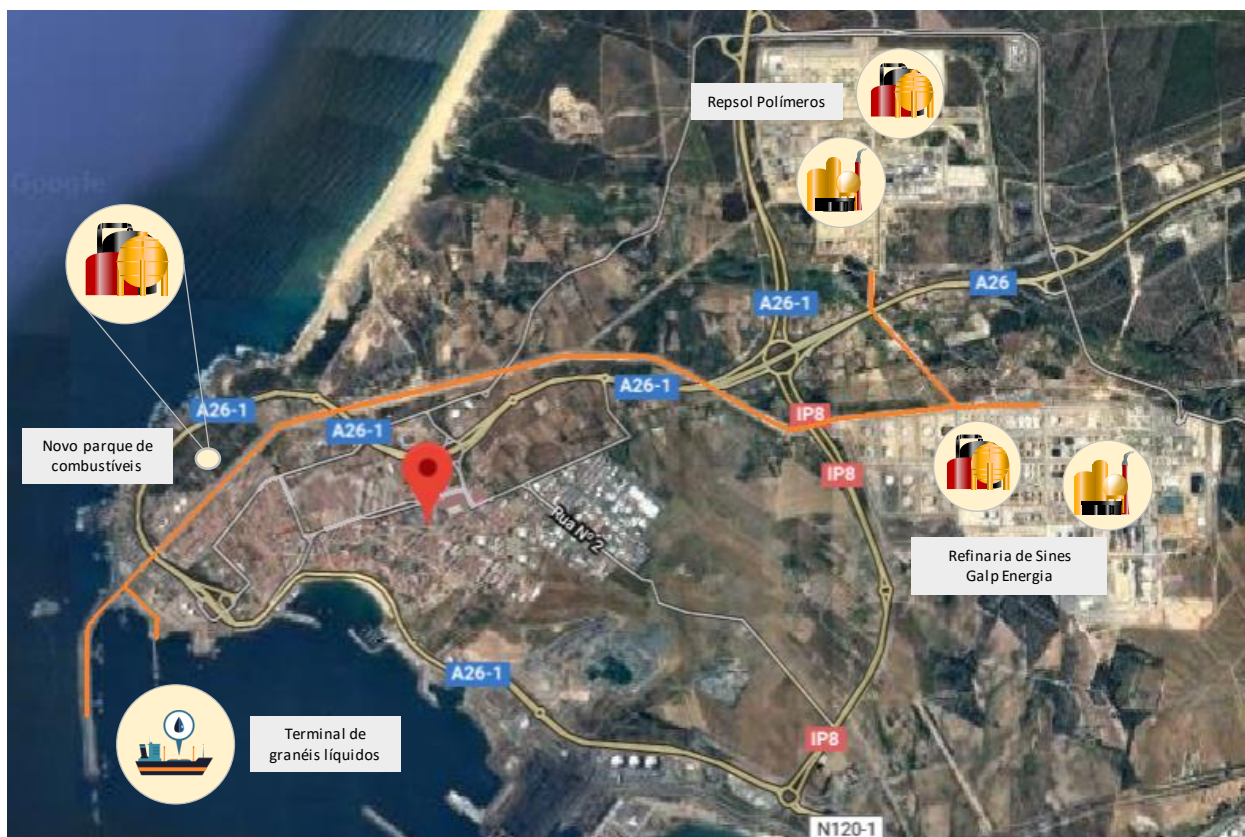 Repsol Polímeros
Google
A26
A26-1
A26-1
A26-1
A26-1
IP8
Novo parque de
combustíveis
IP8
Rua Nº 2
Refinaria de Sines
Galp Energia
A26-1
Terminal de
granéis líquidos
IP8
N120-1